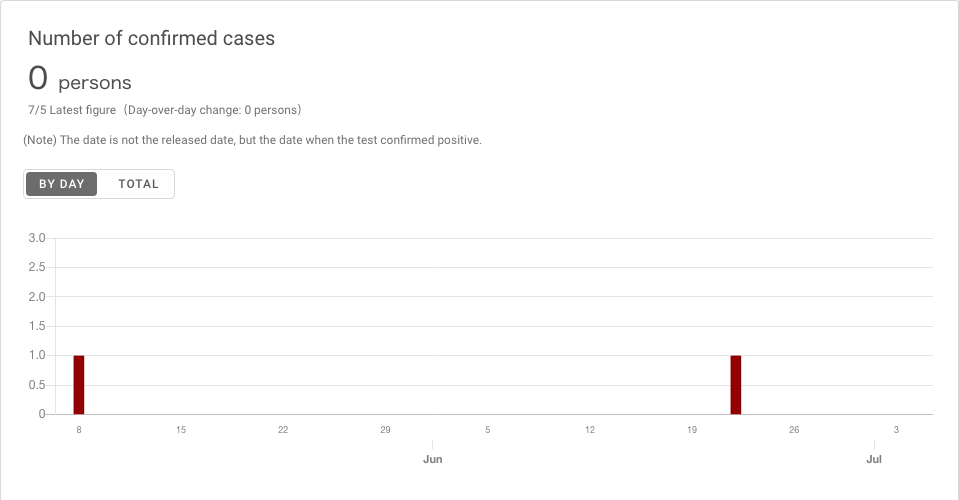 Number of confirmed cases
0 persons
7/5 Latest figure（Day-over-day change: 0 persons）
(Note) The date is not the released date, but the date when the test confirmed positive.
BY DAY TOTAL
3.0
2.5
2.0
1.5
1.0
0.5
0
8 15 22 29 5 12 19 26 3
Jun Jul